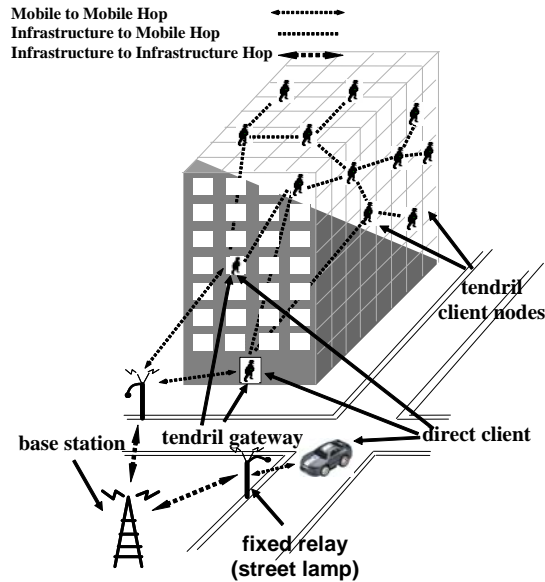 Mobile to Mobile Hop
Infrastructure to Mobile Hop
Infrastructure to Infrastructure Hop
tendril
client nodes
base station
tendril gateway
direct client
fixed relay
(street lamp)